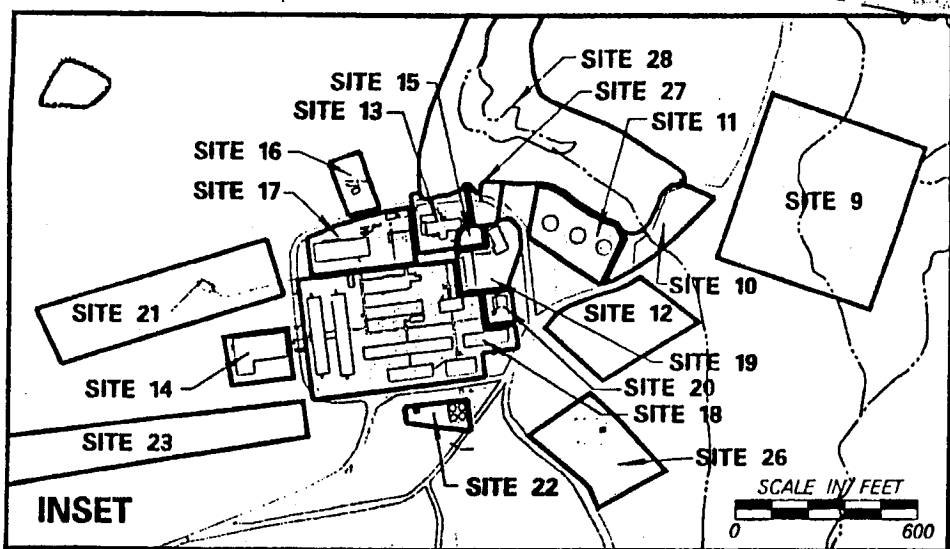 SITE 28
SITE 15
SITE 27
SITE 13
SITE 11
SITE 16
SITE 17
SITE 9
SITE 10
SITE 21
SITE 12
SITE 19
SITE 14
SITE 20
SITE 18
SITE 23
SITE 26
SITE 22
SCALE IN FEET
INSET
0 600